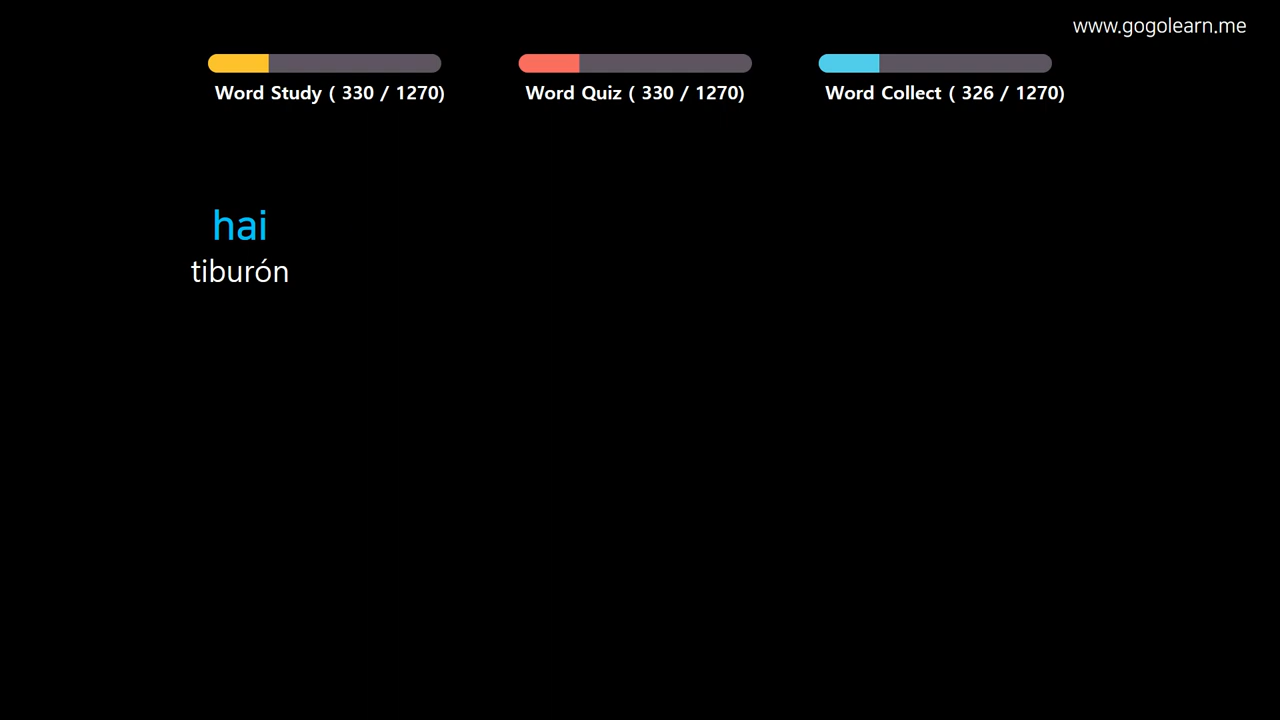 www.gogolearn.me
Word Study ( 330 / 1270)
Word Quiz ( 330 / 1270)
Word Collect ( 326 / 1270)
hai
tiburón